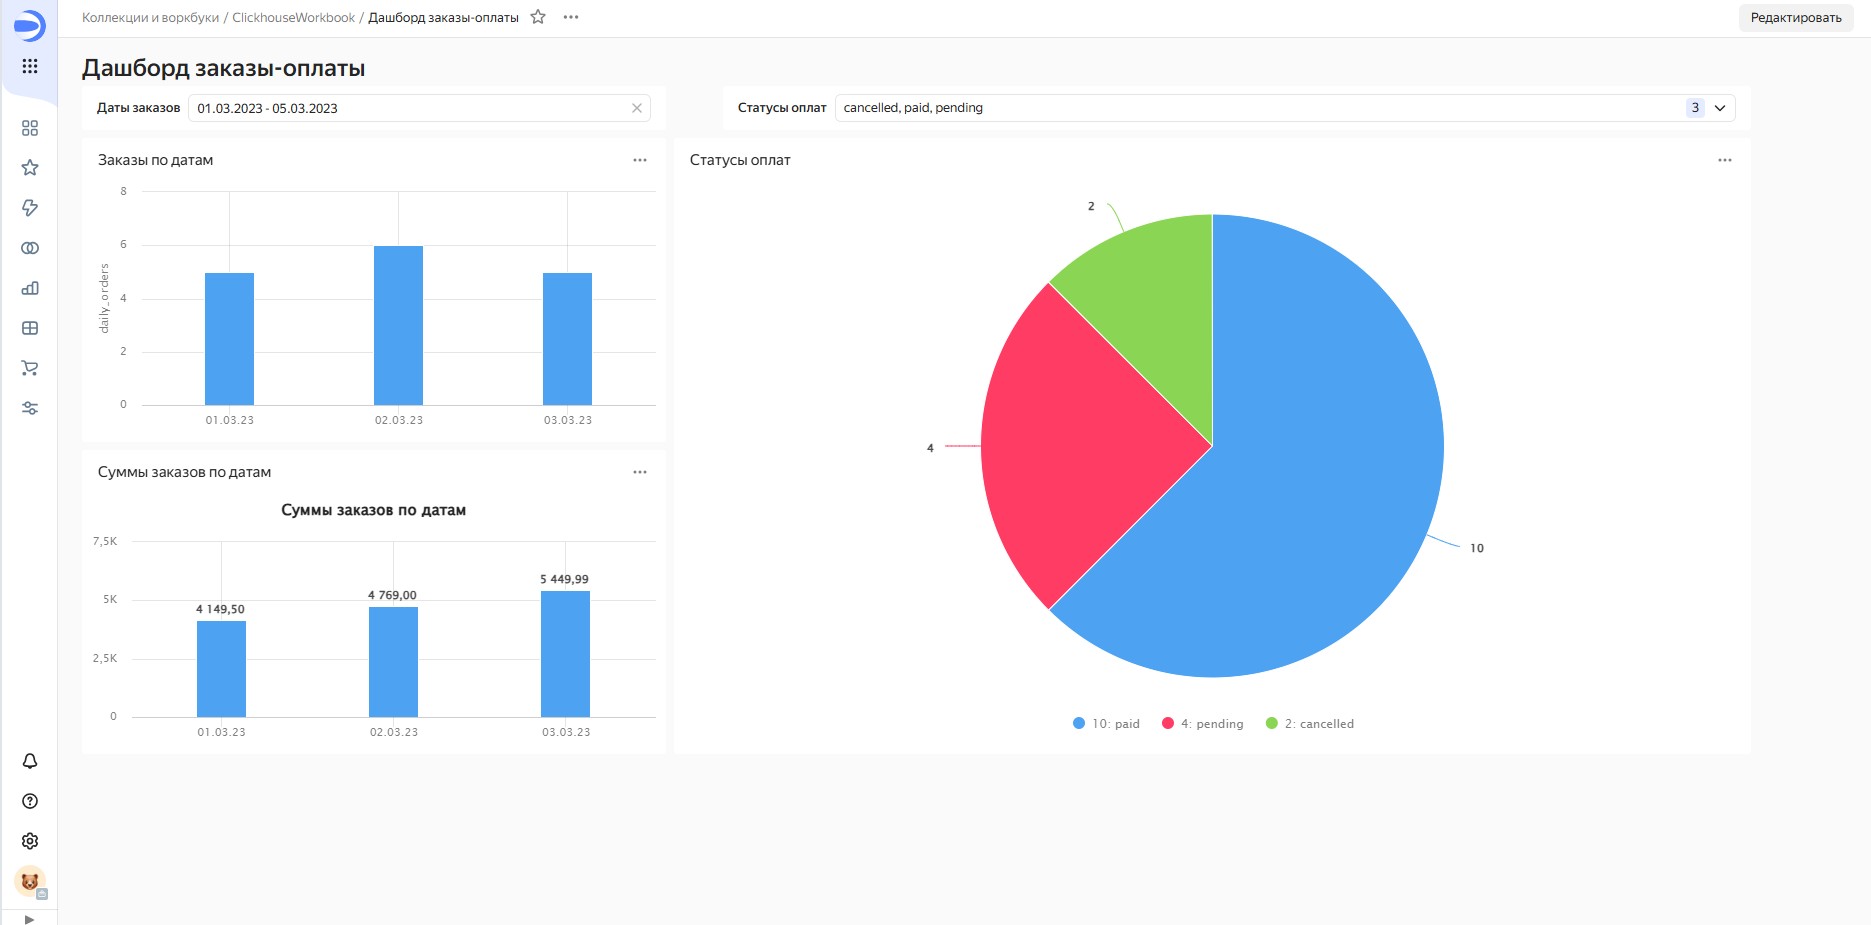 Коллекции и воркбуки / ClickhouseWorkbook / Дашборд заказы-оплаты
Редактировать
Дашборд заказы-оплаты
Даты заказов 01.03.2023 - 05.03.2023
Статусы оплат cancelled, paid, pending 3
Заказы по датам
8
6
4
2
0
daily_orders
01.03.23 02.03.23 03.03.23
Суммы заказов по датам
Суммы заказов по датам
7,5K
5K
2,5K
0
4 149,50 4 769,00 5 449,99
01.03.23 02.03.23 03.03.23
Статусы оплат
2
4
10
10: paid 4: pending 2: cancelled